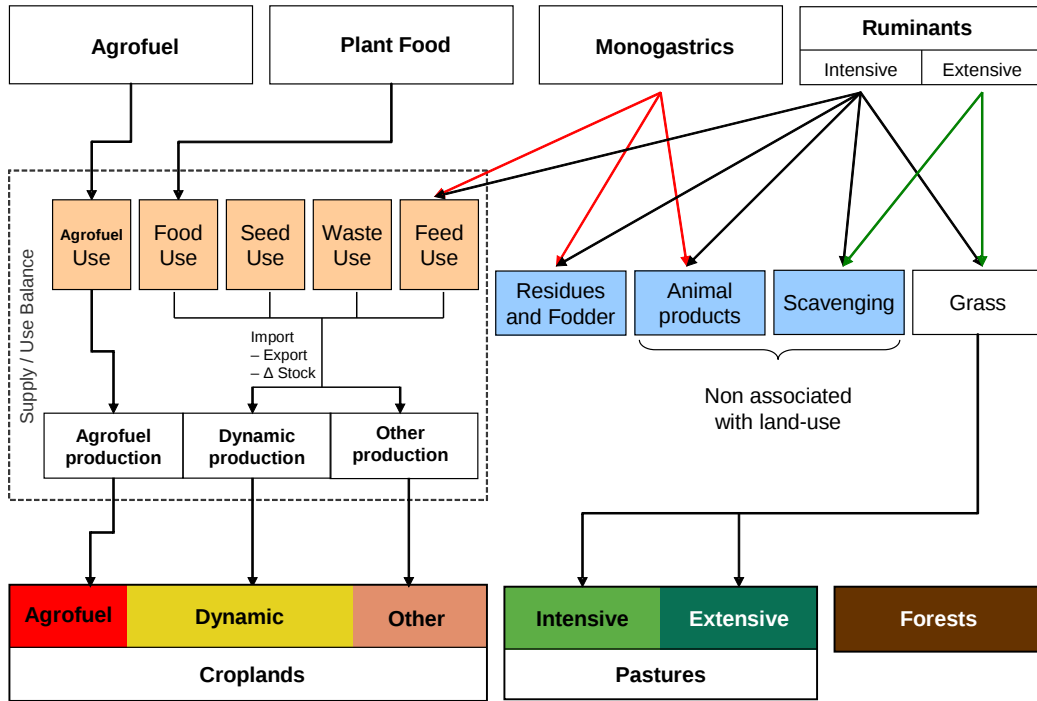 Agrofuel
Plant Food
Monogastrics
Ruminants
Intensive
Extensive
Supply / Use Balance
Agrofuel
Use
Food
Use
Seed
Use
Waste
Use
Feed
Use
Residues
and Fodder
Animal
products
Scavenging
Grass
Import
– Export
– Δ Stock
Non associated
with land-use
Agrofuel
production
Dynamic
production
Other
production
Agrofuel
Dynamic
Other
Croplands
Intensive
Extensive
Pastures
Forests